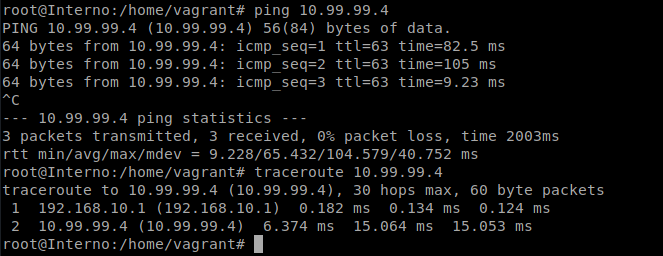 root@Interno:/home/vagrant# ping 10.99.99.4
PING 10.99.99.4 (10.99.99.4) 56(84) bytes of data.
64 bytes from 10.99.99.4: icmp_seq=1 ttl=63 time=82.5 ms
64 bytes from 10.99.99.4: icmp_seq=2 ttl=63 time=105 ms
64 bytes from 10.99.99.4: icmp_seq=3 ttl=63 time=9.23 ms
^C
--- 10.99.99.4 ping statistics ---
3 packets transmitted, 3 received, 0% packet loss, time 2003ms
rtt min/avg/max/mdev = 9.228/65.432/104.579/40.752 ms
root@Interno:/home/vagrant# traceroute 10.99.99.4
traceroute to 10.99.99.4 (10.99.99.4), 30 hops max, 60 byte packets
 1  192.168.10.1 (192.168.10.1)  0.182 ms  0.134 ms  0.124 ms
 2  10.99.99.4 (10.99.99.4)  6.374 ms  15.064 ms  15.053 ms
root@Interno:/home/vagrant#